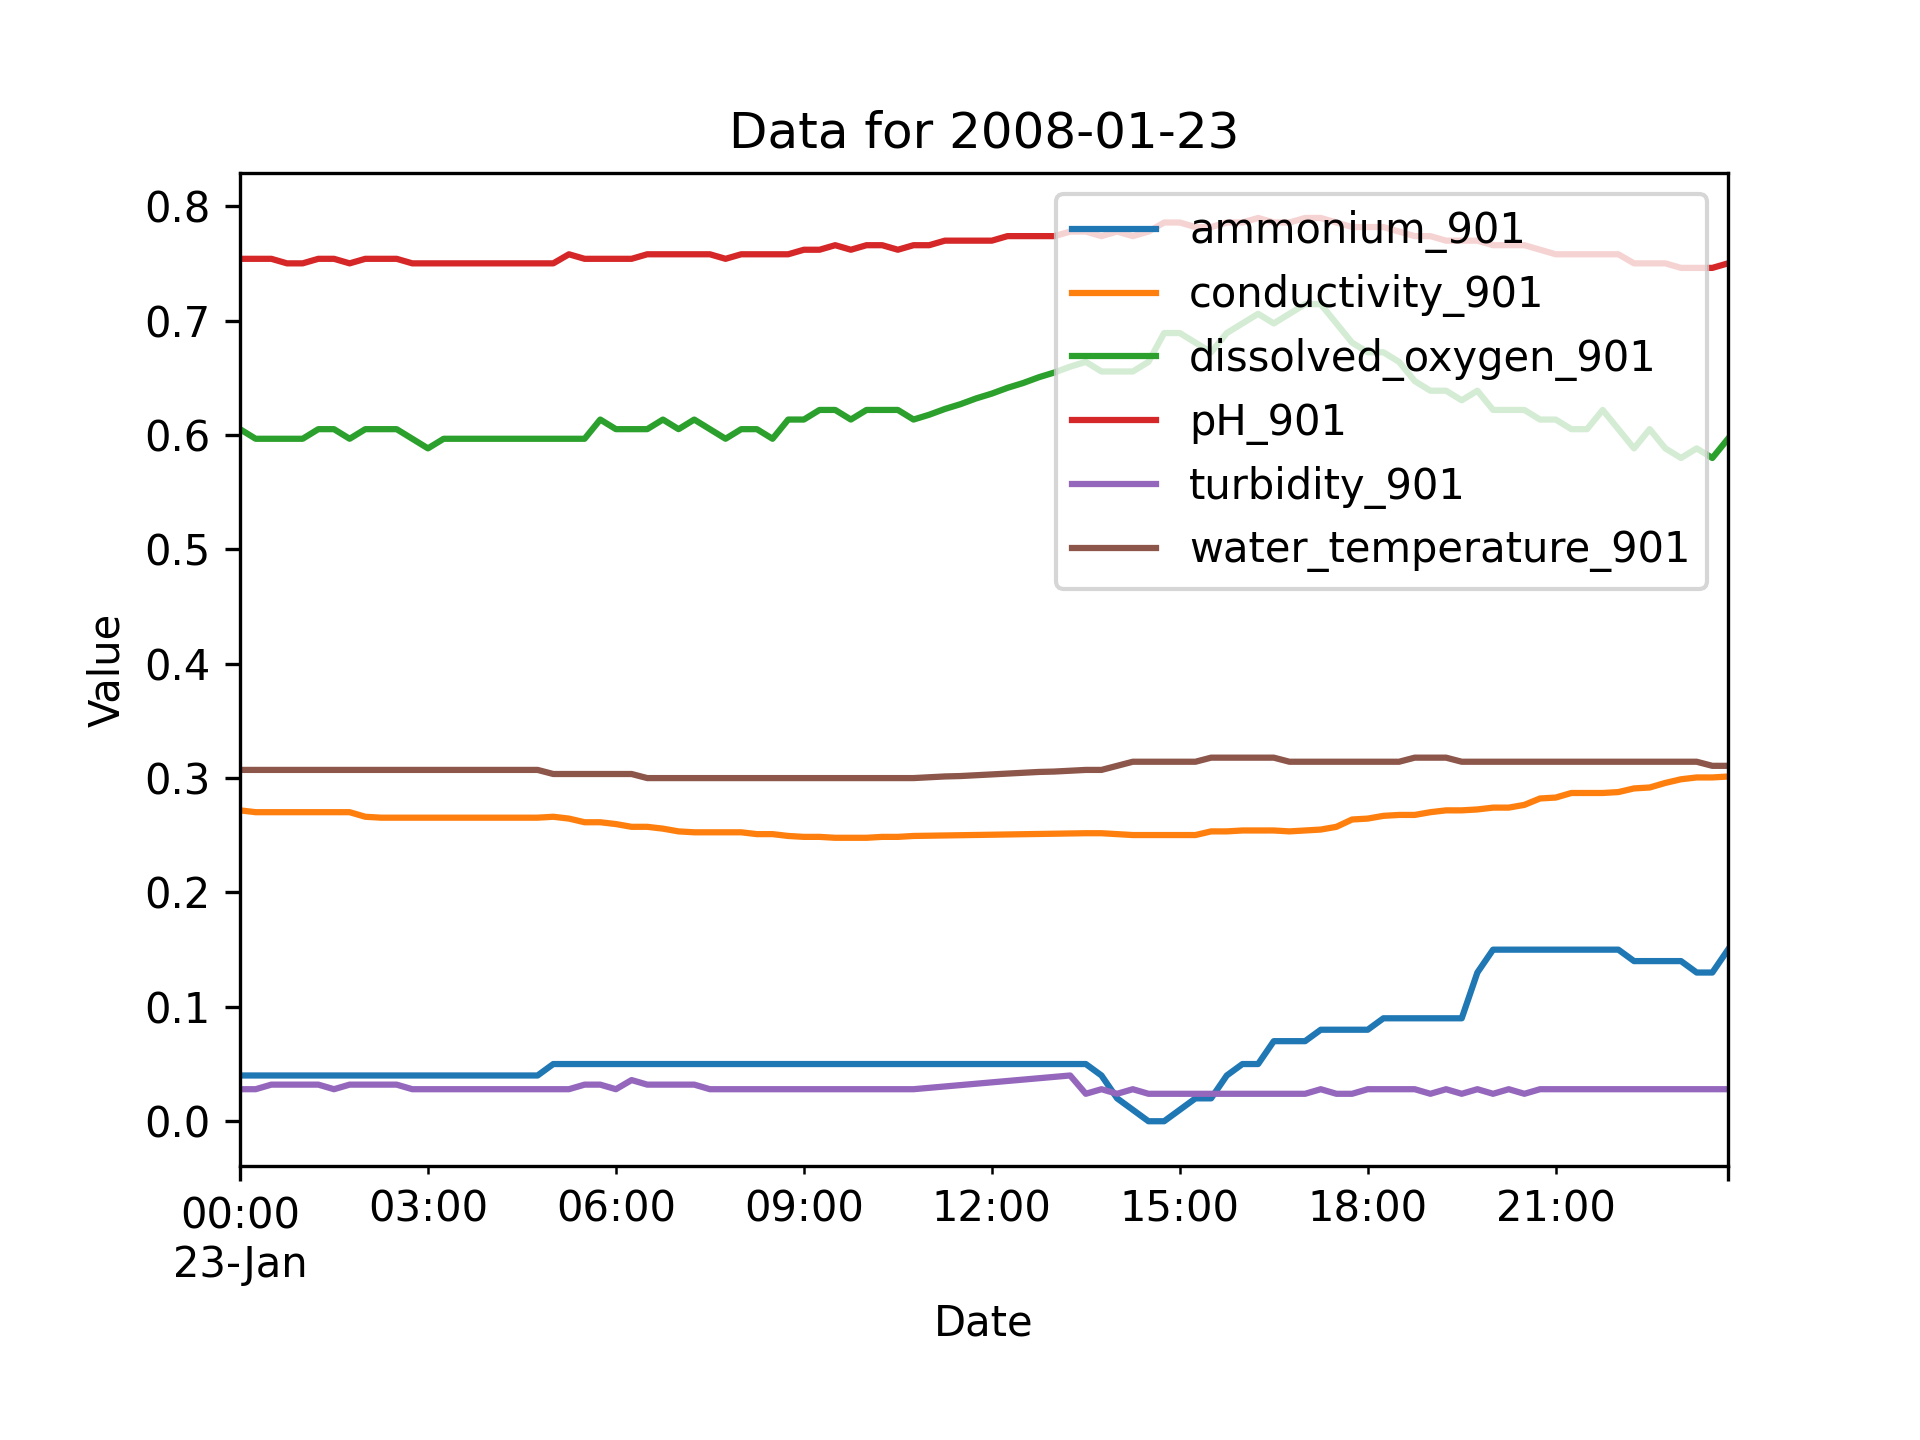 Data for 2008-01-23
0.8
0.7
0.6
0.5
0.4
0.3
0.2
0.1
0.0
Value
ammonium_901
conductivity_901
dissolved_oxygen_901
pH_901
turbidity_901
water_temperature_901
00:00 03:00 06:00 09:00 12:00 15:00 18:00 21:00
23-Jan
Date